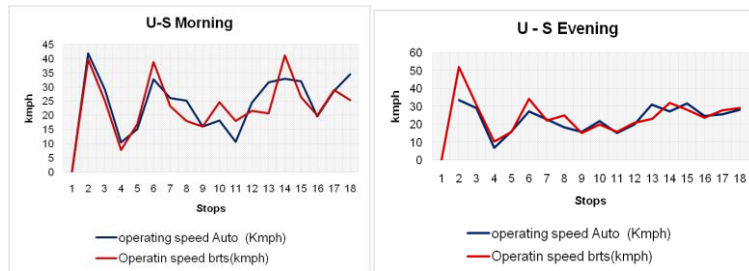 U-S Morning
45
40
35
30
25
20
15
10
5
0
kmph
1 2 3 4 5 6 7 8 9 10 11 12 13 14 15 16 17 18
Stops
operating speed Auto (Kmph)
Operatin speed brts(kmph)
U - S Evening
60
50
40
30
20
10
0
kmph
1 2 3 4 5 6 7 8 9 10 11 12 13 14 15 16 17 18
Stops
operating speed Auto (Kmph)
Operatin speed brts(kmph)